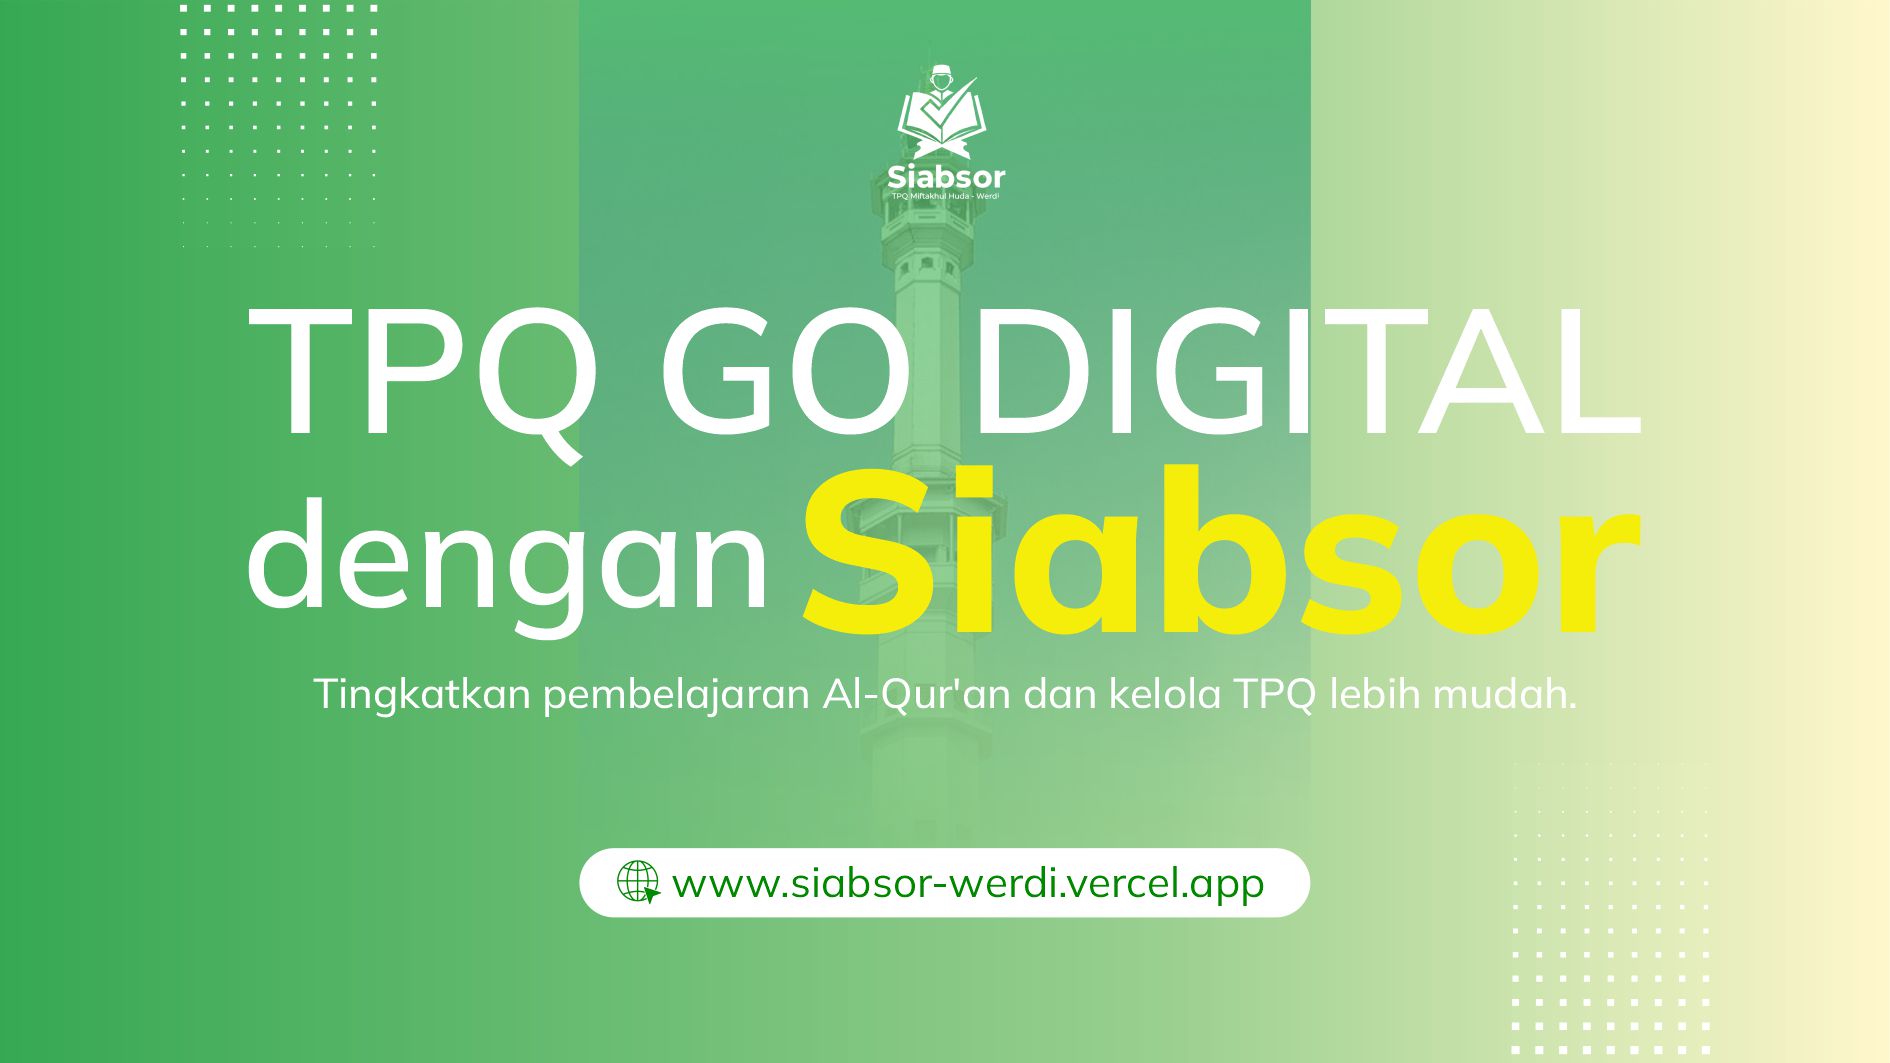 Siabsor
TPQ Miftakhul Huda - Werdi
TPQ GO DIGITAL
dengan Siabsor
Tingkatkan pembelajaran Al-Qur'an dan kelola TPQ lebih mudah.
www.siabsor-werdi.vercel.app